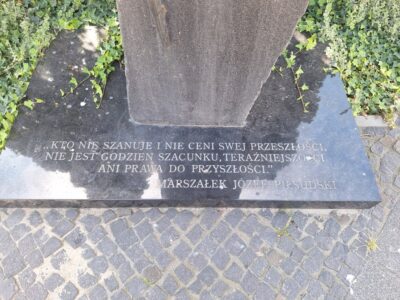 „KTO NIE SZANUJE I NIE CENI SWEJ PRZESZŁOŚCI,
NIE JEST GODZIEN SZACUNKU, TERAŹNIEJSZOŚCI
ANI PRAWA DO PRZYSZŁOŚCI.”
MARSZAŁEK JÓZEF PIŁSUDSKI